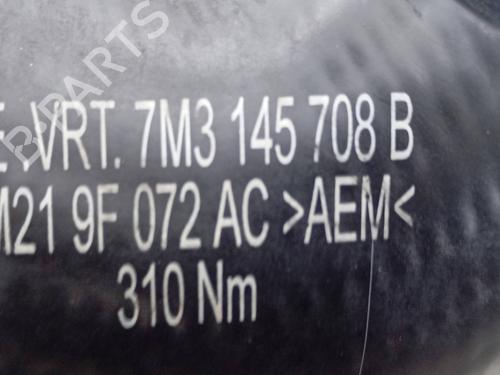 B-PARTS
E.VRT. 7M3 145 708 B
M21 9F 072 AC >AEM<
310 Nm